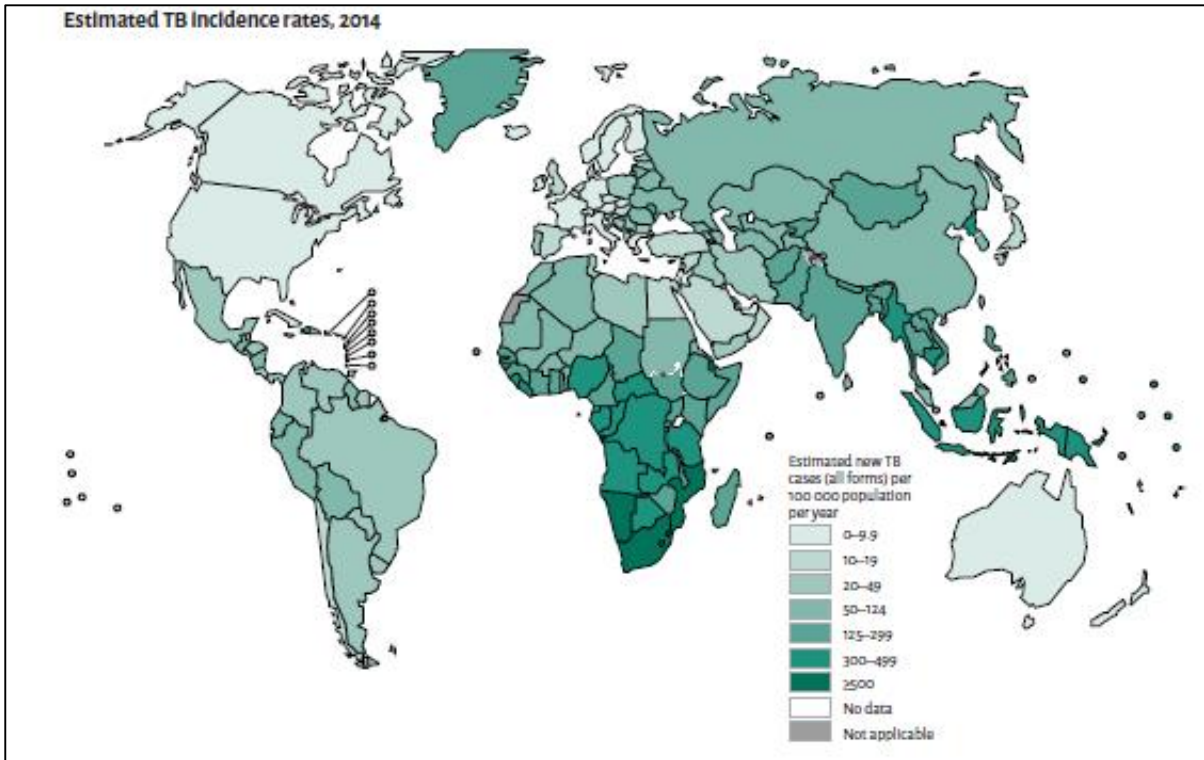 Estimated TB incidence rates, 2014
Estimated new TB
cases (all forms) per
100 000 population
per year
0–9.9
10–19
20–49
50–124
125–299
300–499
≥500
No data
Not applicable